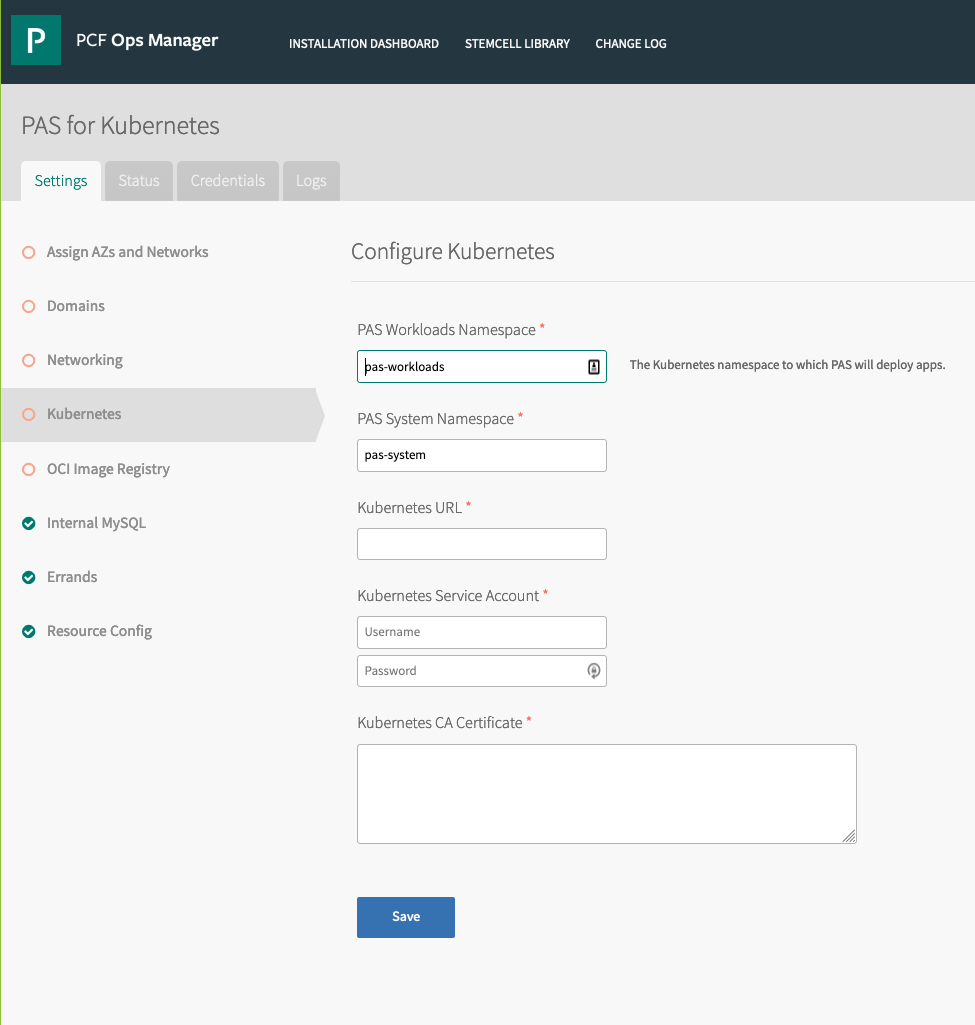 P PCF Ops Manager INSTALLATION DASHBOARD STEMCELL LIBRARY CHANGE LOG
PAS for Kubernetes
Settings Status Credentials Logs
Assign AZs and Networks
Domains
Networking
Kubernetes
OCI Image Registry
Internal MySQL
Errands
Resource Config
Configure Kubernetes
PAS Workloads Namespace *
pas-workloads
The Kubernetes namespace to which PAS will deploy apps.
PAS System Namespace *
pas-system
Kubernetes URL *
Kubernetes Service Account *
Username
Password
Kubernetes CA Certificate *
Save